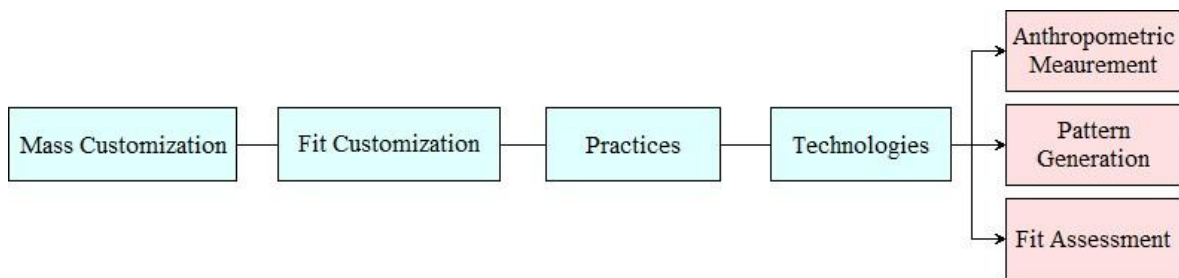 Mass Customization
Fit Customization
Practices
Technologies
Anthropometric
Meaurement
Pattern
Generation
Fit Assessment